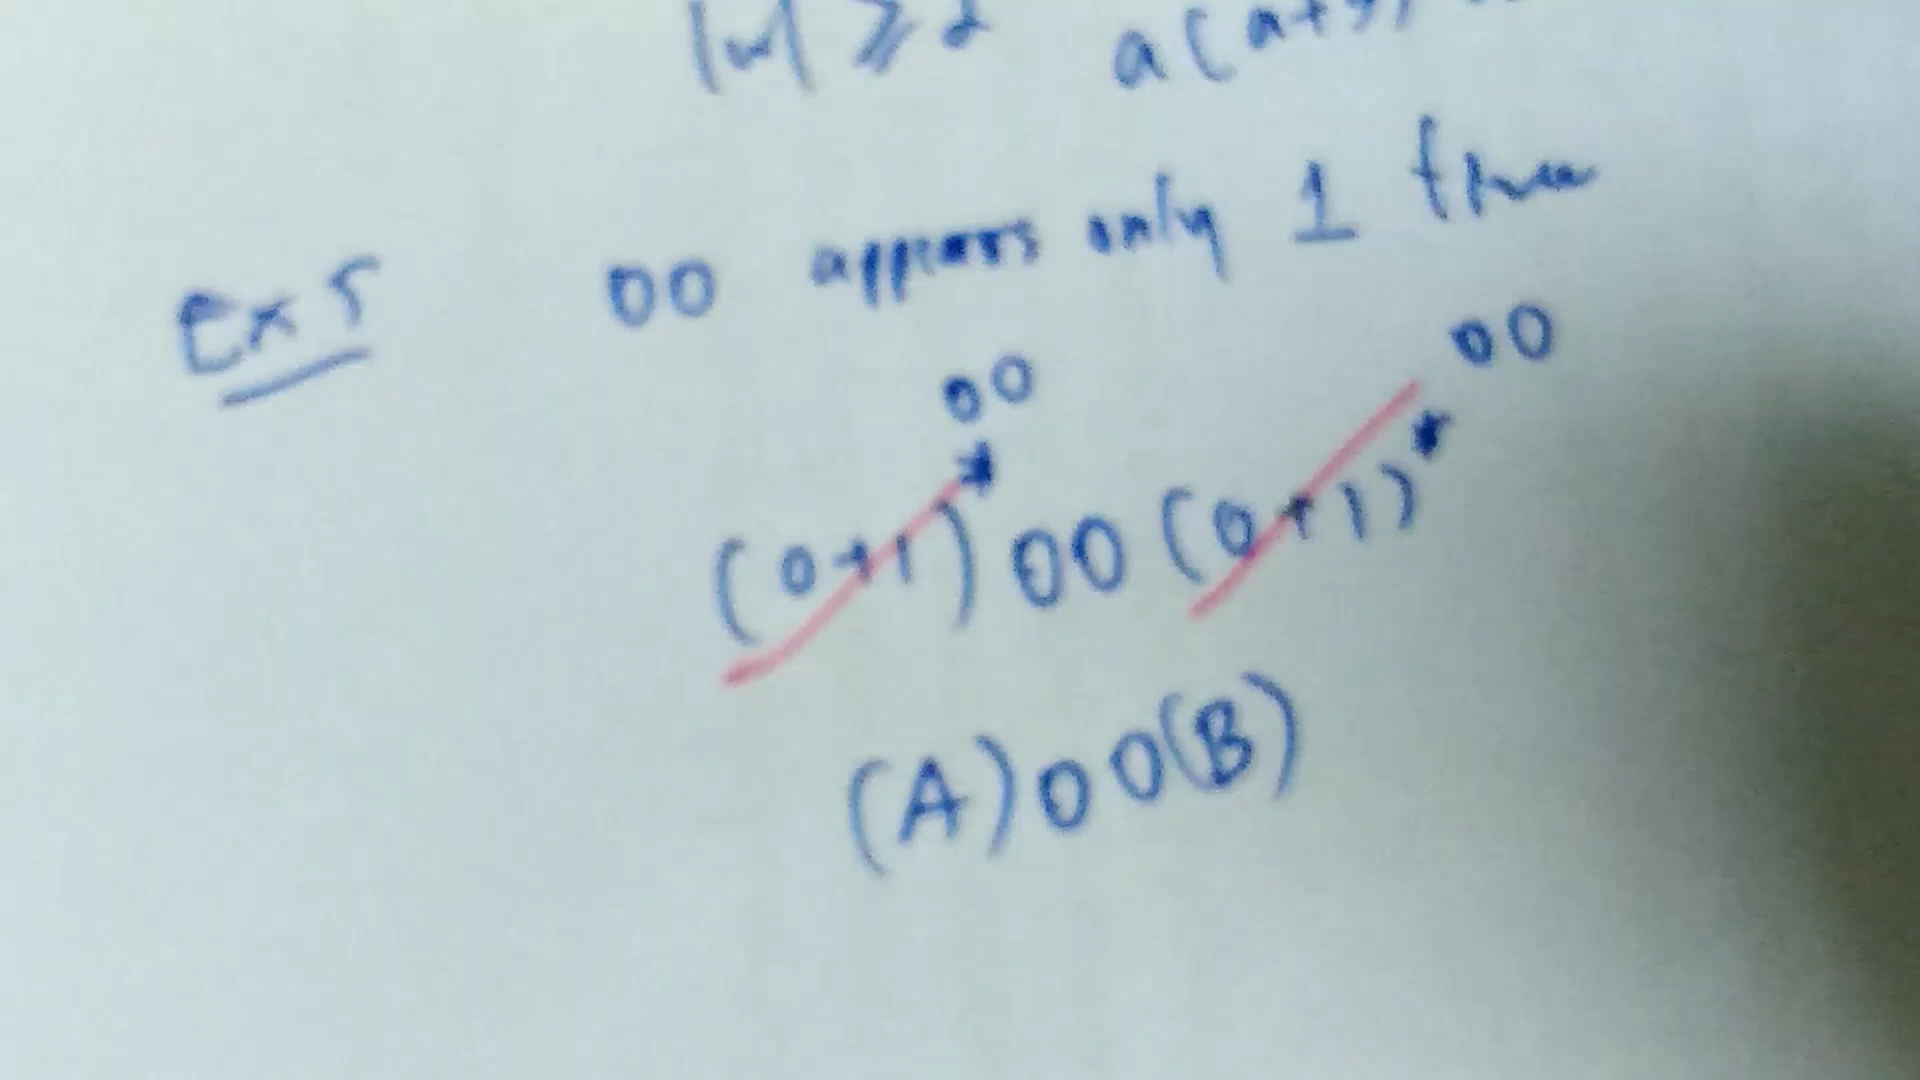 |w| ≥ 2 a(a+
Ex 5 00 appears only 1 time
00 00
(0+1)* 00 (0+1)*
(A)00(B)